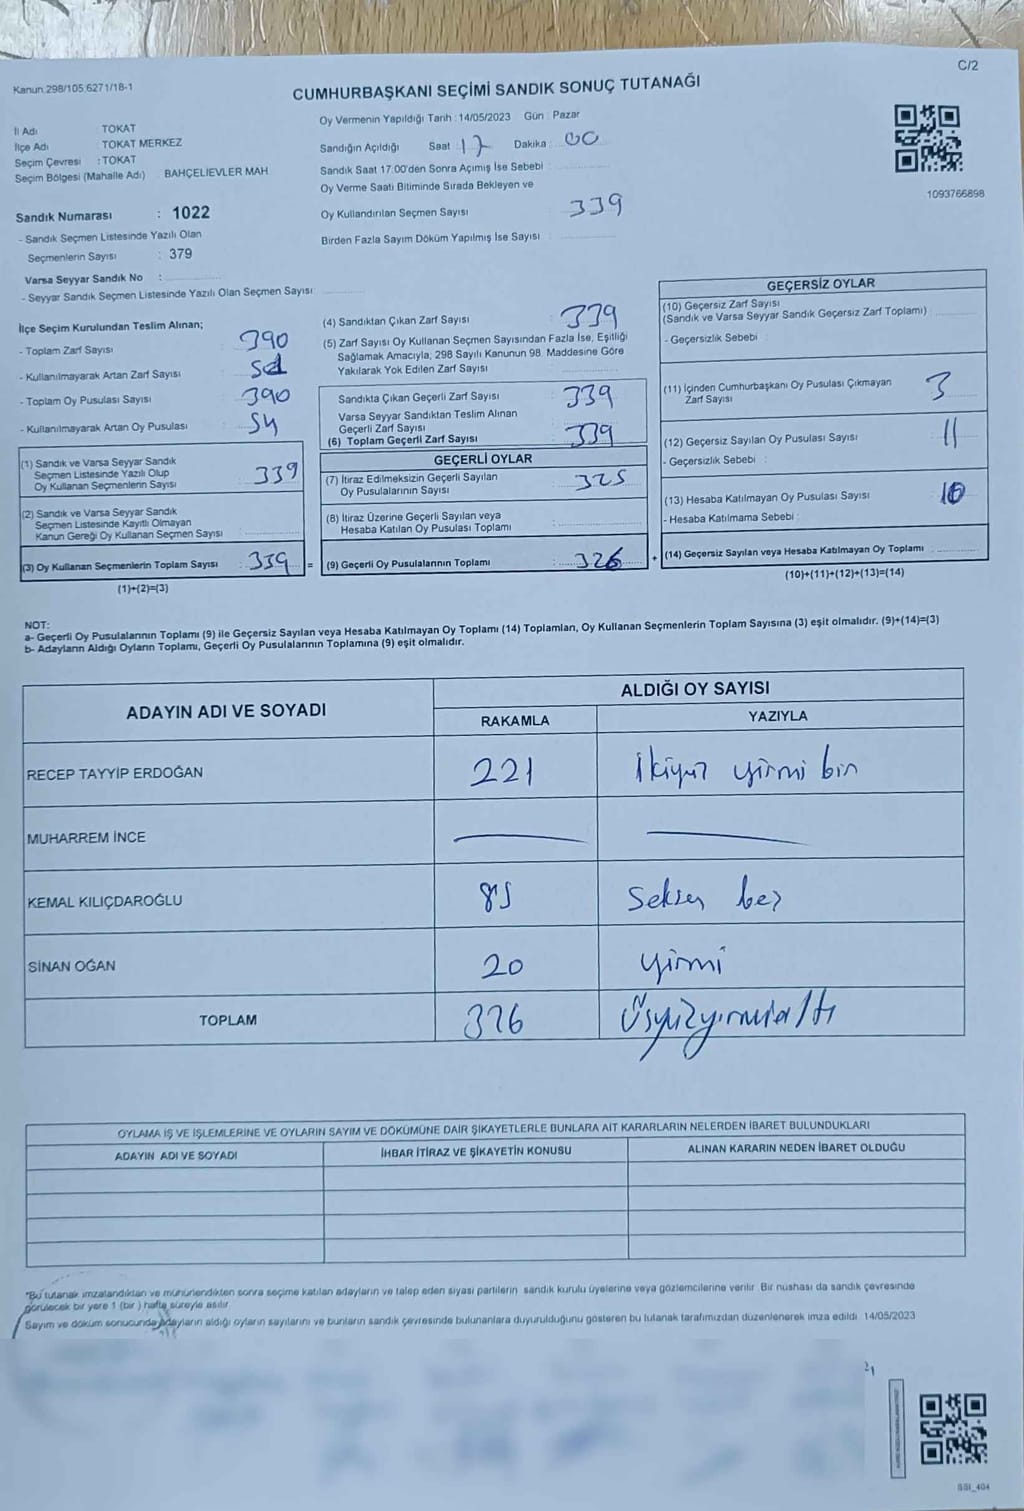 C/2
Kanun 298/105 6271/18-1
CUMHURBAŞKANI SEÇİMİ SANDIK SONUÇ TUTANAĞI
İl Adı TOKAT
İlçe Adı TOKAT MERKEZ
Seçim Çevresi : TOKAT
Seçim Bölgesi (Mahalle Adı) BAHÇELİEVLER MAH
Sandık Numarası : 1022
- Sandık Seçmen Listesinde Yazılı Olan
Seçmenlerin Sayısı : 379
Varsa Seyyar Sandık No :
- Seyyar Sandık Seçmen Listesinde Yazılı Olan Seçmen Sayısı
Oy Vermenin Yapıldığı Tarih : 14/05/2023 Gün : Pazar
Sandığın Açıldığı Saat 17 Dakika 00
Sandık Saat 17:00'den Sonra Açımış İse Sebebi :
Oy Verme Saati Bitiminde Sırada Bekleyen ve
Oy Kullandırılan Seçmen Sayısı 339
Birden Fazla Sayım Döküm Yapılmış İse Sayısı
1093766898
İlçe Seçim Kurulundan Teslim Alınan;
- Toplam Zarf Sayısı 390
- Kullanılmayarak Artan Zarf Sayısı
- Toplam Oy Pusulası Sayısı 390
- Kullanılmayarak Artan Oy Pusulası
(1) Sandık ve Varsa Seyyar Sandık
Seçmen Listesinde Yazılı Olup
Oy Kullanan Seçmenlerin Sayısı 339
(2) Sandık ve Varsa Seyyar Sandık
Seçmen Listesinde Kayıtlı Olmayan
Kanun Gereği Oy Kullanan Seçmen Sayısı
(3) Oy Kullanan Seçmenlerin Toplam Sayısı : 339 =
(1)+(2)=(3)
(4) Sandıktan Çıkan Zarf Sayısı : 339
(5) Zarf Sayısı Oy Kullanan Seçmen Sayısından Fazla İse, Eşitliği
Sağlamak Amacıyla, 298 Sayılı Kanunun 98. Maddesine Göre
Yakılarak Yok Edilen Zarf Sayısı
Sandıkta Çıkan Geçerli Zarf Sayısı 339
Varsa Seyyar Sandıktan Teslim Alınan
Geçerli Zarf Sayısı
(6) Toplam Geçerli Zarf Sayısı 339
GEÇERLİ OYLAR
(7) İtiraz Edilmeksizin Geçerli Sayılan
Oy Pusulalarının Sayısı 325
(8) İtiraz Üzerine Geçerli Sayılan veya
Hesaba Katılan Oy Pusulası Toplamı
(9) Geçerli Oy Pusulalarının Toplamı : 326 +
GEÇERSİZ OYLAR
(10) Geçersiz Zarf Sayısı
(Sandık ve Varsa Seyyar Sandık Geçersiz Zarf Toplamı)
- Geçersizlik Sebebi :
(11) İçinden Cumhurbaşkanı Oy Pusulası Çıkmayan
Zarf Sayısı 3
(12) Geçersiz Sayılan Oy Pusulası Sayısı 11
- Geçersizlik Sebebi :
(13) Hesaba Katılmayan Oy Pusulası Sayısı
- Hesaba Katılmama Sebebi
(14) Geçersiz Sayılan veya Hesaba Katılmayan Oy Toplamı
(10)+(11)+(12)+(13)=(14)
NOT:
a- Geçerli Oy Pusulalarının Toplamı (9) ile Geçersiz Sayılan veya Hesaba Katılmayan Oy Toplamı (14) Toplamları, Oy Kullanan Seçmenlerin Toplam Sayısına (3) eşit olmalıdır. (9)+(14)=(3)
b- Adayların Aldığı Oyların Toplamı, Geçerli Oy Pusulalarının Toplamına (9) eşit olmalıdır.
ADAYIN ADI VE SOYADI ALDIĞI OY SAYISI
RAKAMLA YAZIYLA
RECEP TAYYİP ERDOĞAN 221 İkiyüz yirmi bir
MUHARREM İNCE
KEMAL KILIÇDAROĞLU 85 Seksen beş
SİNAN OĞAN 20 yirmi
TOPLAM 326 Üçyüzyirmialtı
OYLAMA İŞ VE İŞLEMLERİNE VE OYLARIN SAYIM VE DÖKÜMÜNE DAİR ŞİKAYETLERLE BUNLARA AİT KARARLARIN NELERDEN İBARET BULUNDUKLARI
ADAYIN ADI VE SOYADI İHBAR İTİRAZ VE ŞİKAYETİN KONUSU ALINAN KARARIN NEDEN İBARET OLDUĞU
*Bu tutanak imzalandıktan ve mühürlendikten sonra seçime katılan adayların ve talep eden siyasi partilerin sandık kurulu üyelerine veya gözlemcilerine verilir. Bir nüshası da sandık çevresinde
görülecek bir yere 1 (bir) hafta süreyle asılır
Sayım ve döküm sonucunda adayların aldığı oyların sayılarını ve bunların sandık çevresinde bulunanlara duyurulduğunu gösteren bu tutanak tarafımızdan düzenlenerek imza edildi. 14/05/2023